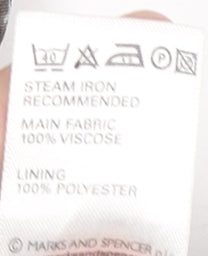 40 P
STEAM IRON
RECOMMENDED
MAIN FABRIC
100% VISCOSE
LINING
100% POLYESTER
© MARKS AND SPENCER p.l.c